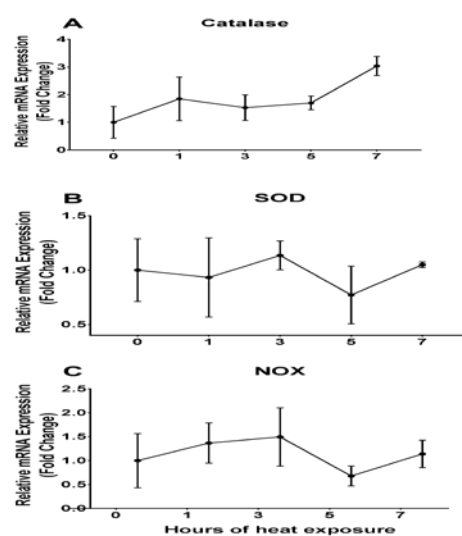 A
Catalase
Relative mRNA Expression
(Fold Change)
4
3
2
1
0
0 1 3 5 7
B
SOD
Relative mRNA Expression
(Fold Change)
1.5
1.0
0.5
0 1 3 5 7
C
NOX
Relative mRNA Expression
(Fold Change)
2.5
2.0
1.5
1.0
0.5
0.0
0 1 3 5 7
Hours of heat exposure